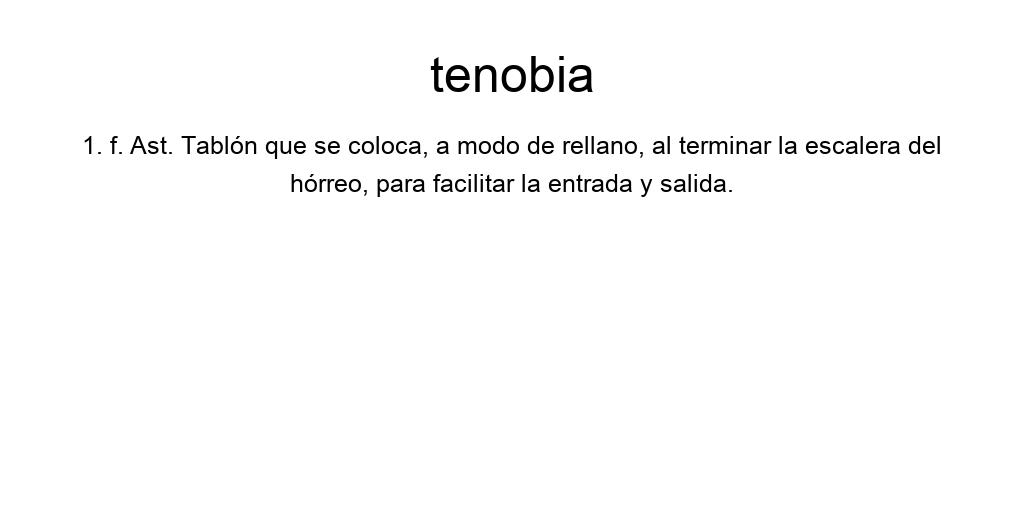 tenobia
1. f. Ast. Tablón que se coloca, a modo de rellano, al terminar la escalera del
hórreo, para facilitar la entrada y salida.